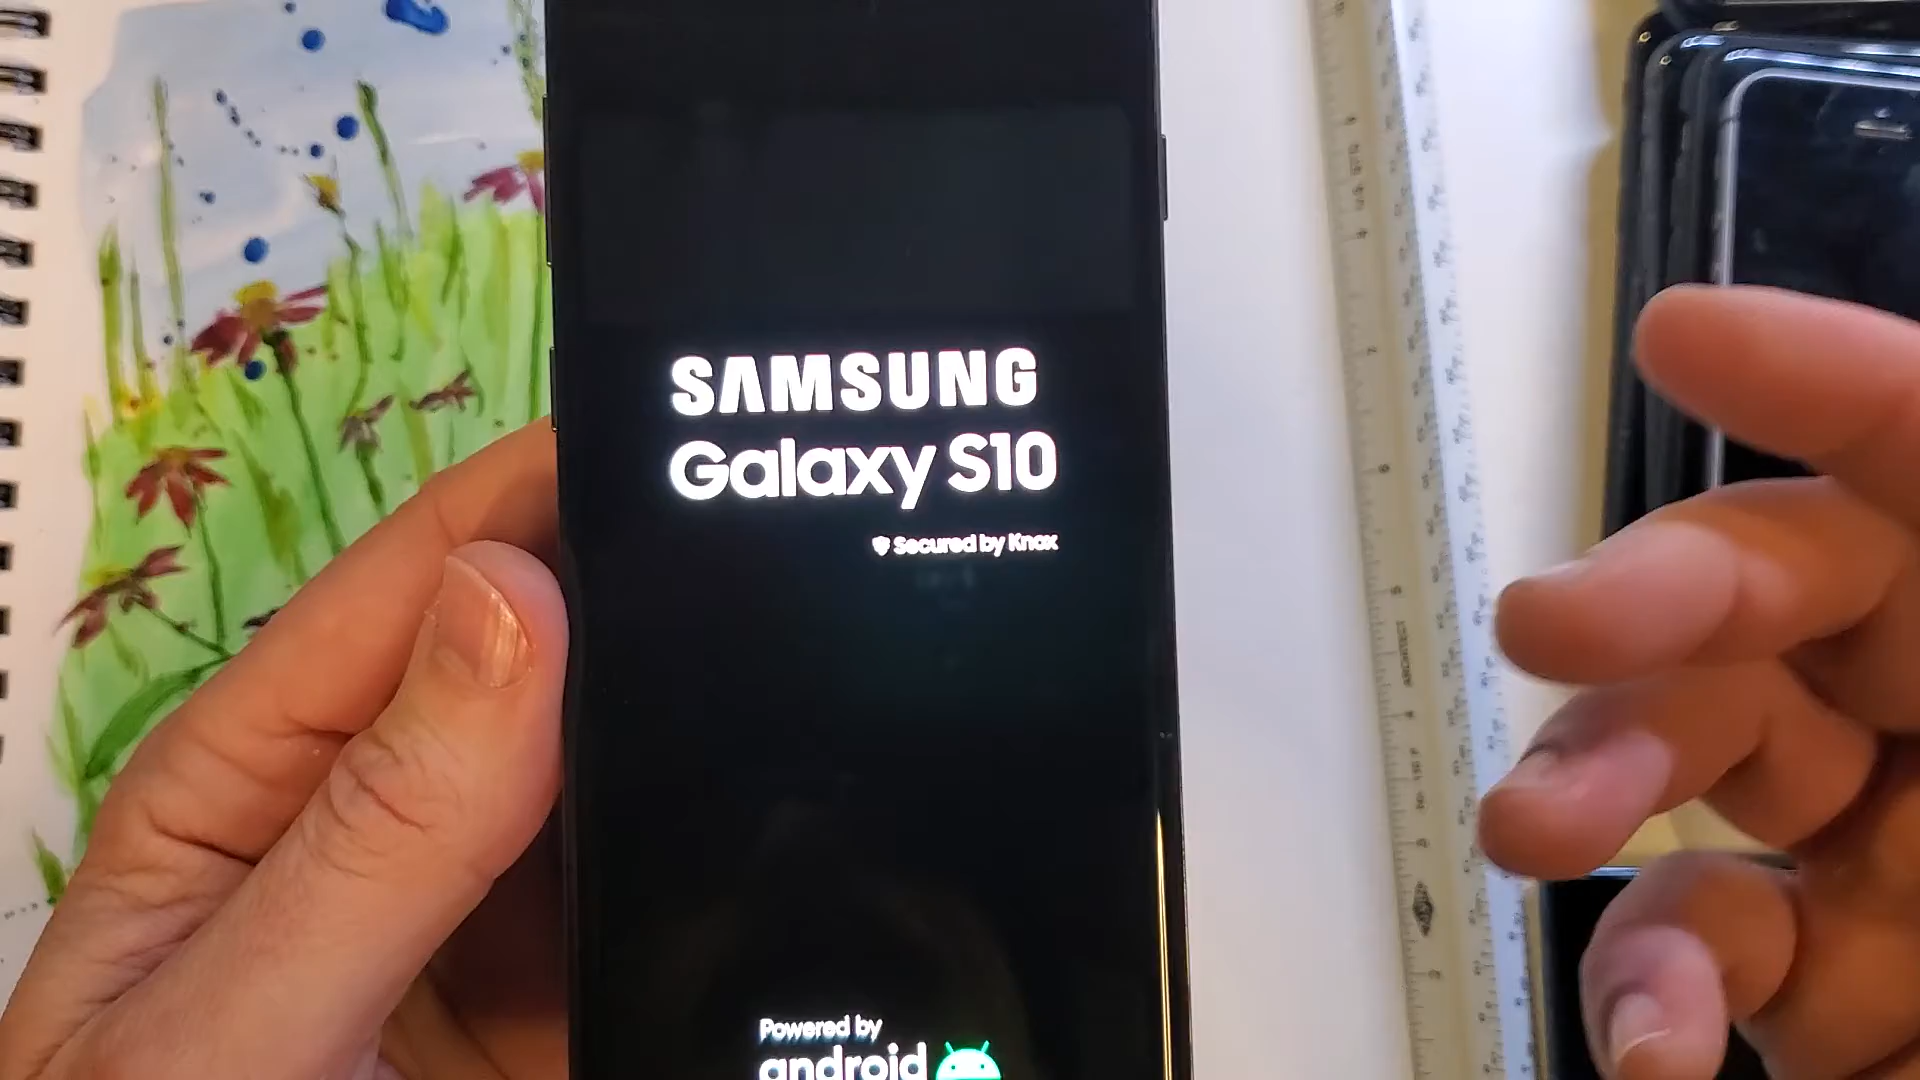 SAMSUNG
Galaxy S10
Secured by Knox
Powered by
android